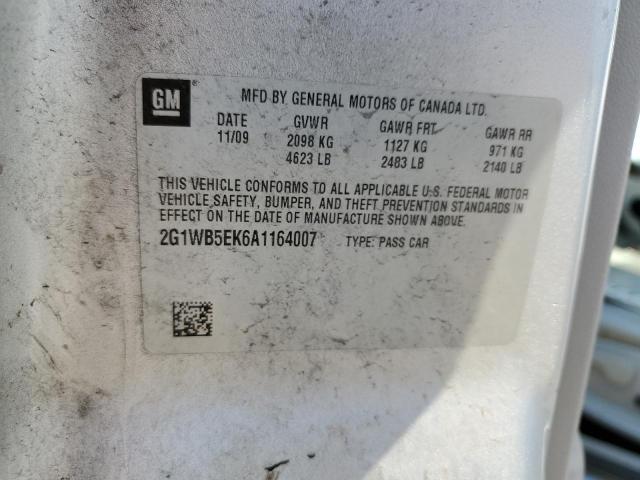 GM ®
MFD BY GENERAL MOTORS OF CANADA LTD.
DATE GVWR GAWR FRT GAWR RR
11/09 2098 KG 1127 KG 971 KG
4623 LB 2483 LB 2140 LB
THIS VEHICLE CONFORMS TO ALL APPLICABLE U.S. FEDERAL MOTOR
VEHICLE SAFETY, BUMPER, AND THEFT PREVENTION STANDARDS IN
EFFECT ON THE DATE OF MANUFACTURE SHOWN ABOVE.
2G1WB5EK6A1164007 TYPE: PASS CAR